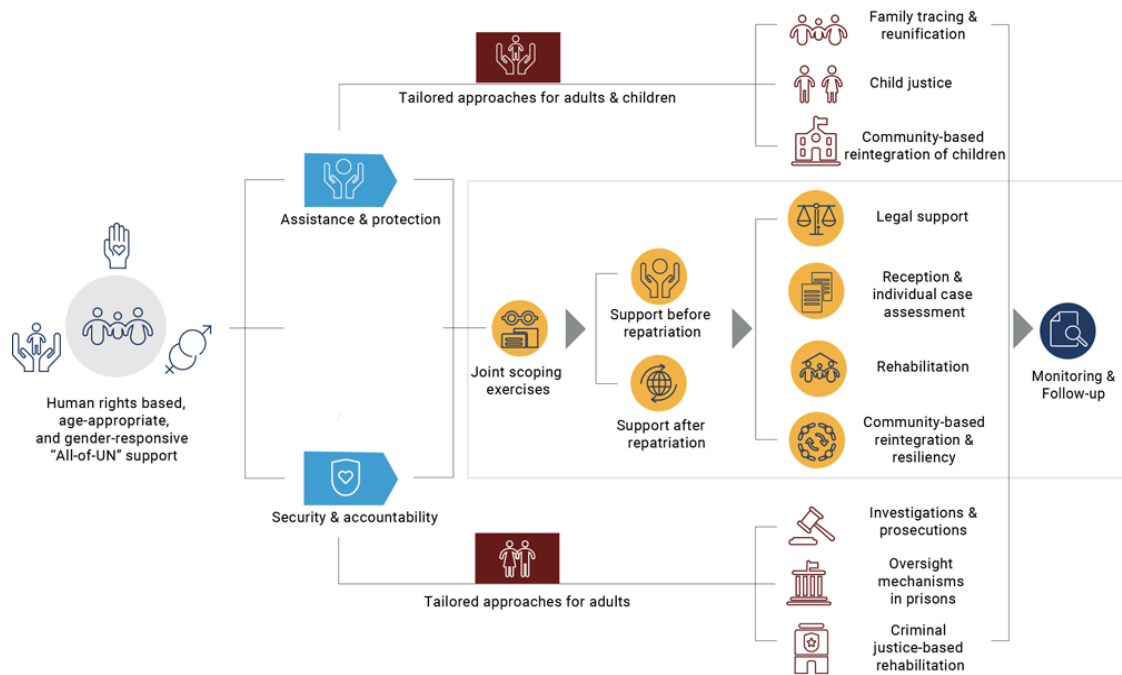 Family tracing &
reunification
Tailored approaches for adults & children
Child justice
Community-based
reintegration of children
Assistance & protection
Legal support
Reception &
individual case
assessment
Support before
repatriation
Joint scoping
exercises
Rehabilitation
Monitoring &
Follow-up
Human rights based,
age-appropriate,
and gender-responsive
“All-of-UN” support
Support after
repatriation
Community-based
reintegration &
resiliency
Security & accountability
Investigations &
prosecutions
Tailored approaches for adults
Oversight
mechanisms
in prisons
Criminal
justice-based
rehabilitation